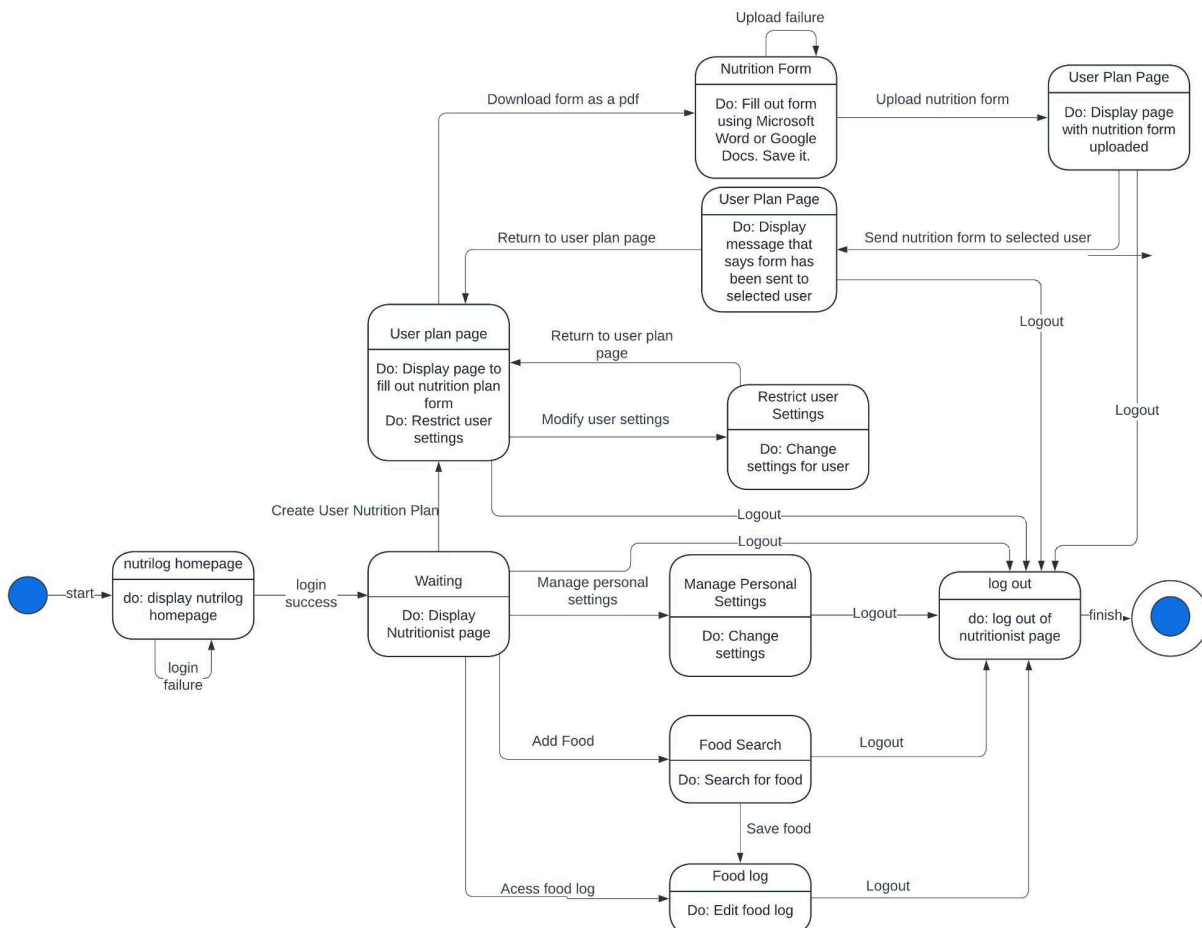 Upload failure
Nutrition Form
Do: Fill out form
using Microsoft
Word or Google
Docs. Save it.
Download form as a pdf
Upload nutrition form
User Plan Page
Do: Display page
with nutrition form
uploaded
User Plan Page
Do: Display
message that
says form has
been sent to
selected user
Return to user plan page
Send nutrition form to selected user
Logout
User plan page
Do: Display page to
fill out nutrition plan
form
Do: Restrict user
settings
Return to user plan
page
Restrict user
Settings
Do: Change
settings for user
Modify user settings
Logout
Create User Nutrition Plan
Logout
Logout
nutrilog homepage
do: display nutrilog
homepage
start
login
success
login
failure
Waiting
Do: Display
Nutritionist page
Manage personal
settings
Manage Personal
Settings
Do: Change
settings
Logout
log out
do: log out of
nutritionist page
finish
Add Food
Food Search
Do: Search for food
Logout
Save food
Acess food log
Food log
Do: Edit food log
Logout